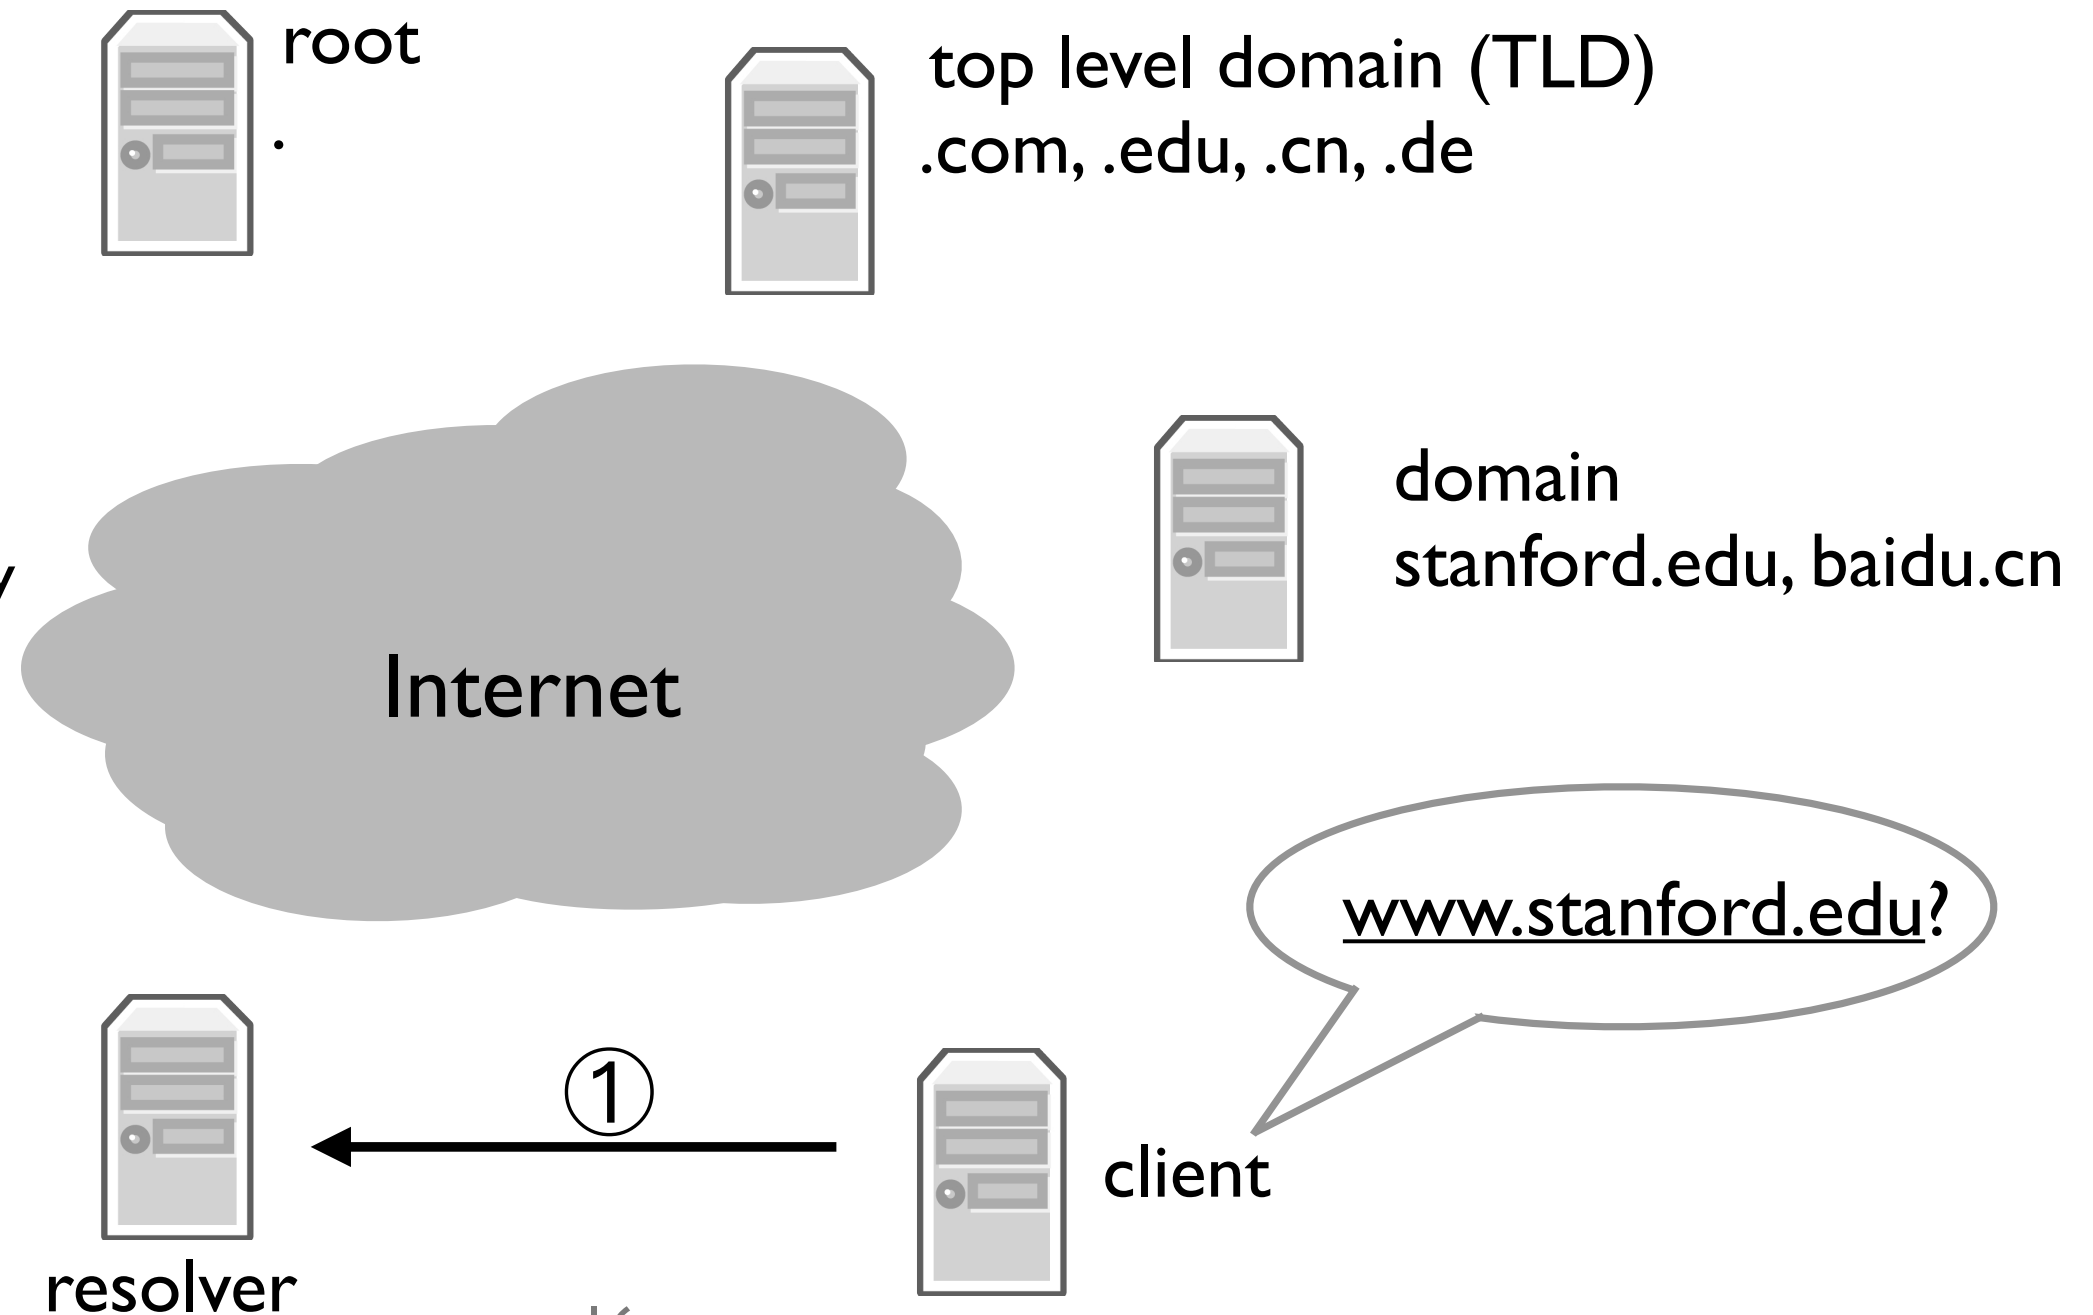 root
.
top level domain (TLD)
.com, .edu, .cn, .de
domain
stanford.edu, baidu.cn
Internet
www.stanford.edu?
①
client
resolver